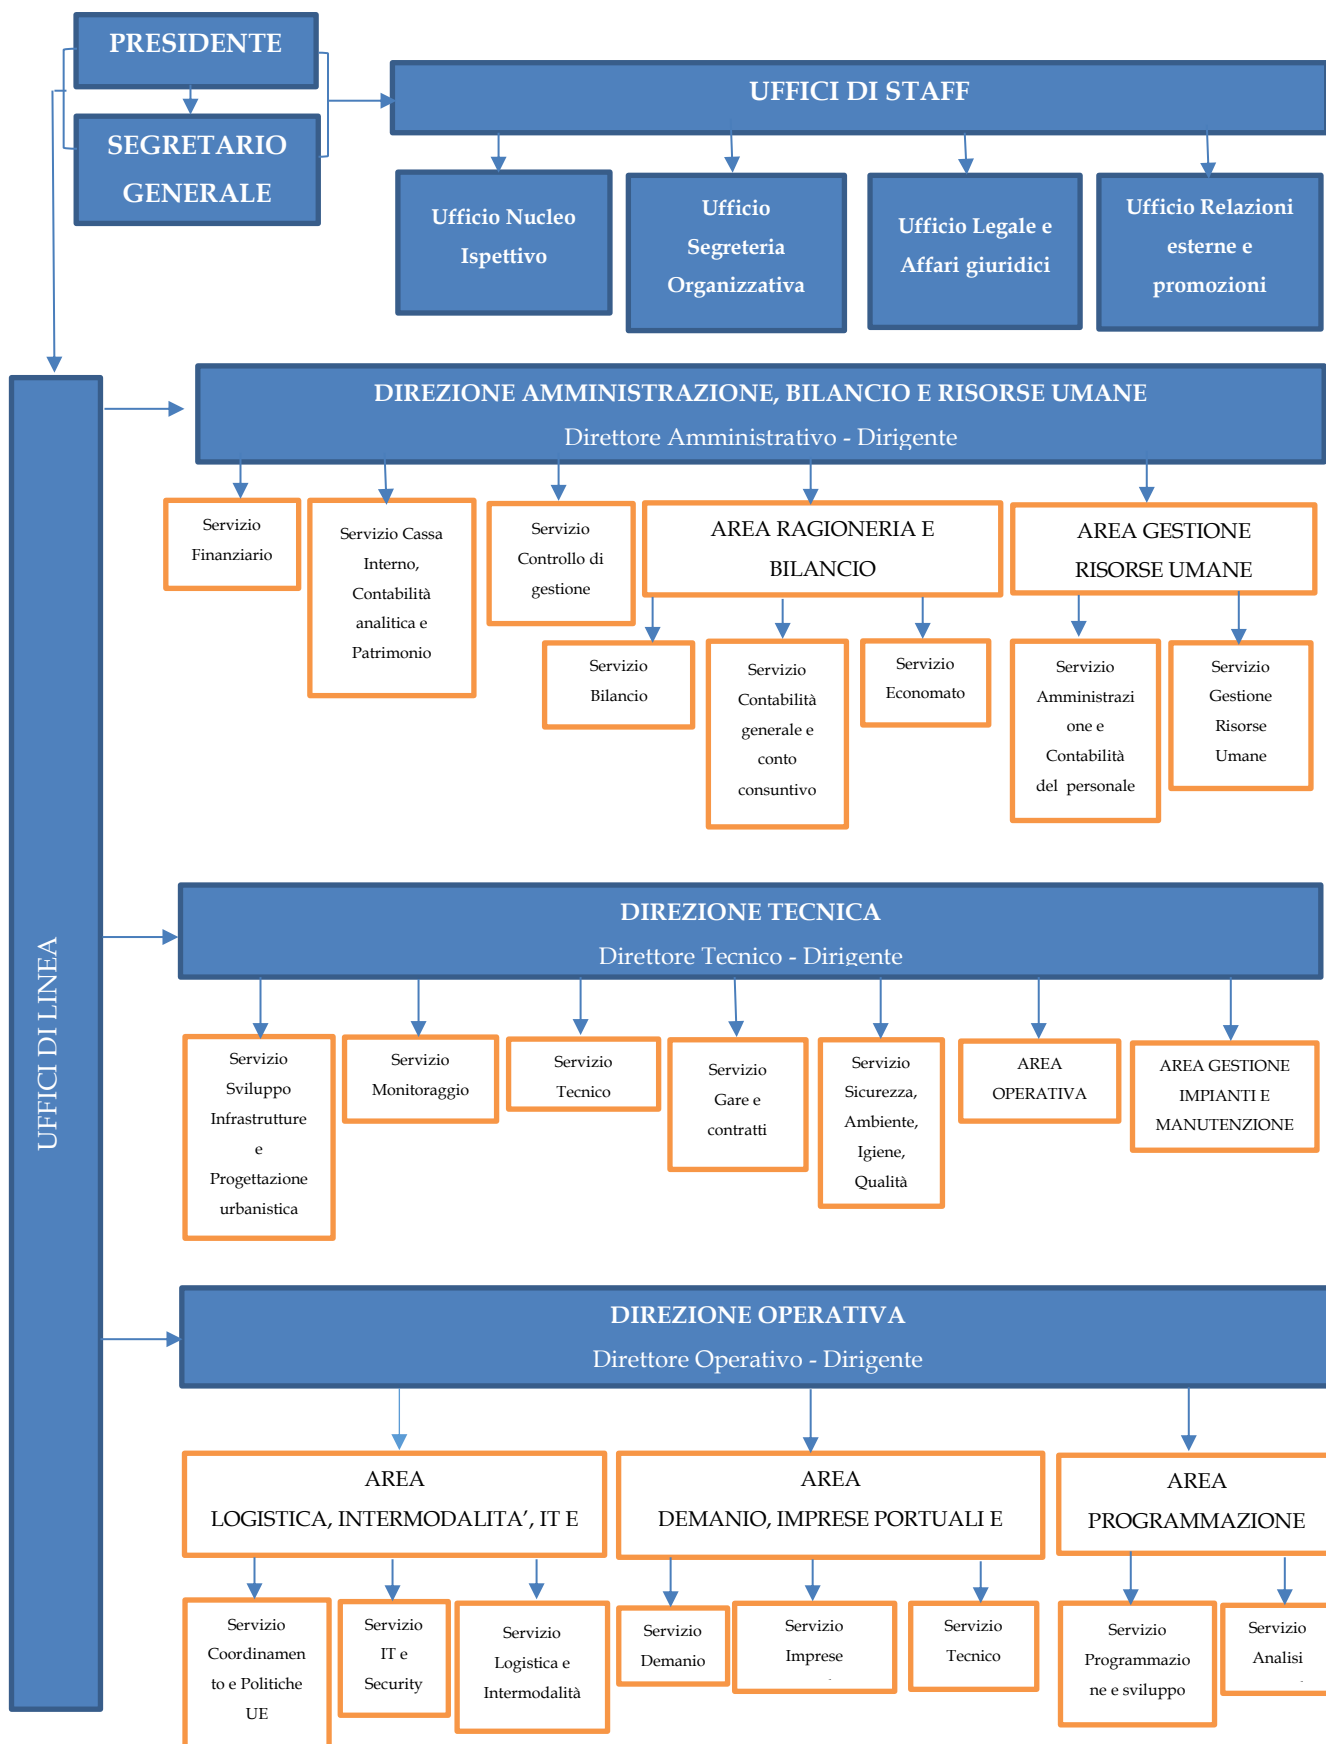 PRESIDENTE
SEGRETARIO
GENERALE
UFFICI DI STAFF
Ufficio Nucleo
Ispettivo
Ufficio
Segreteria
Organizzativa
Ufficio Legale e
Affari giuridici
Ufficio Relazioni
esterne e
promozioni
UFFICI DI LINEA
DIREZIONE AMMINISTRAZIONE, BILANCIO E RISORSE UMANE
Direttore Amministrativo - Dirigente
Servizio
Finanziario
Servizio Cassa
Interno,
Contabilità
analitica e
Patrimonio
Servizio
Controllo di
gestione
AREA RAGIONERIA E
BILANCIO
AREA GESTIONE
RISORSE UMANE
Servizio
Bilancio
Servizio
Contabilità
generale e
conto
consuntivo
Servizio
Economato
Servizio
Amministrazi
one e
Contabilità
del personale
Servizio
Gestione
Risorse
Umane
DIREZIONE TECNICA
Direttore Tecnico - Dirigente
Servizio
Sviluppo
Infrastrutture
e
Progettazione
urbanistica
Servizio
Monitoraggio
Servizio
Tecnico
Servizio
Gare e
contratti
Servizio
Sicurezza,
Ambiente,
Igiene,
Qualità
AREA
OPERATIVA
AREA GESTIONE
IMPIANTI E
MANUTENZIONE
DIREZIONE OPERATIVA
Direttore Operativo - Dirigente
AREA
LOGISTICA, INTERMODALITA’, IT E
AREA
DEMANIO, IMPRESE PORTUALI E
AREA
PROGRAMMAZIONE
Servizio
Coordinamen
to e Politiche
UE
Servizio
IT e
Security
Servizio
Logistica e
Intermodalità
Servizio
Demanio
Servizio
Imprese
Servizio
Tecnico
Servizio
Programmazio
ne e sviluppo
Servizio
Analisi